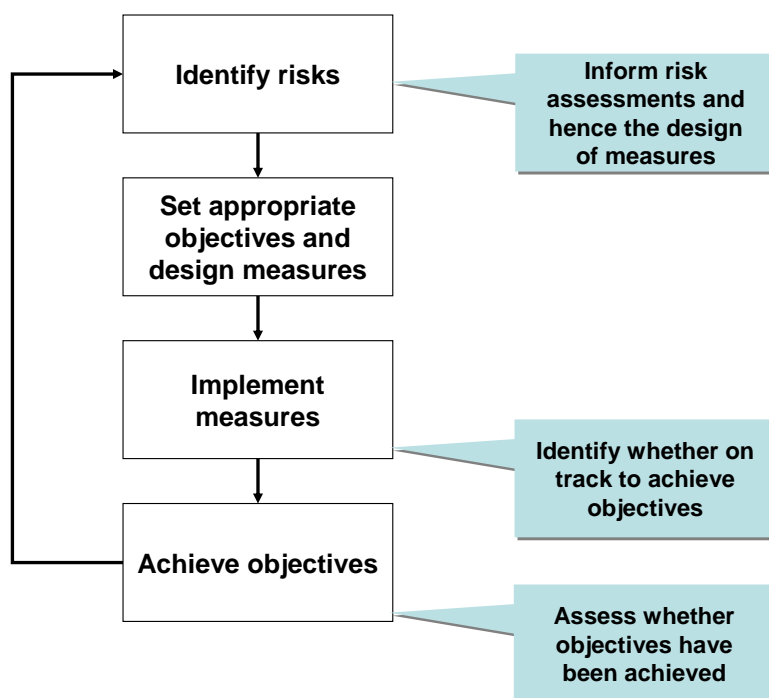 Identify risks
Inform risk
assessments and
hence the design
of measures
Set appropriate
objectives and
design measures
Implement
measures
Identify whether on
track to achieve
objectives
Achieve objectives
Assess whether
objectives have
been achieved